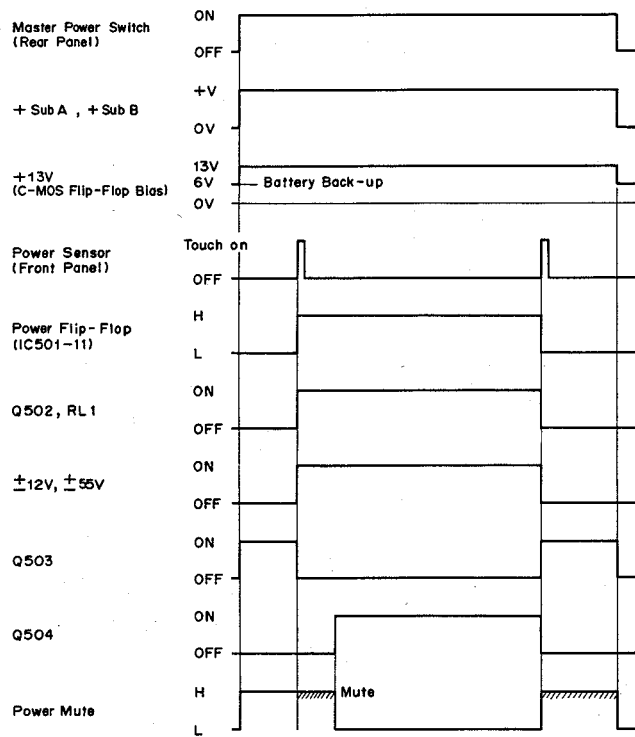 Master Power Switch
(Rear Panel)
ON
OFF
+ Sub A , + Sub B
+V
0V
+13V
(C-MOS Flip-Flop Bias)
13V
6V
Battery Back-up
0V
Power Sensor
(Front Panel)
Touch on
OFF
Power Flip-Flop
(IC501-11)
H
L
Q502, RL1
ON
OFF
±12V, ±55V
ON
OFF
Q503
ON
OFF
Q504
ON
OFF
Power Mute
H
Mute
L